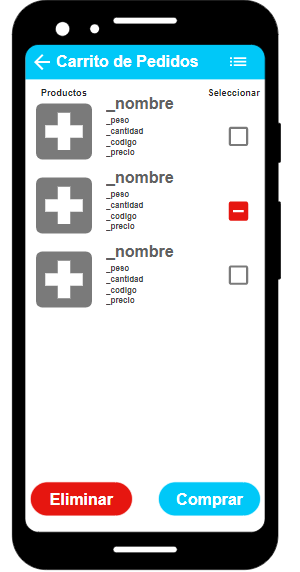 Carrito de Pedidos
Productos Seleccionar
_nombre
_peso
_cantidad
_codigo
_precio
_nombre
_peso
_cantidad
_codigo
_precio
_nombre
_peso
_cantidad
_codigo
_precio
Eliminar Comprar